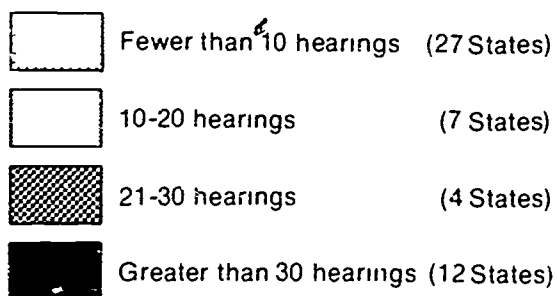 Fewer than 10 hearings (27 States)
10-20 hearings (7 States)
21-30 hearings (4 States)
Greater than 30 hearings (12 States)